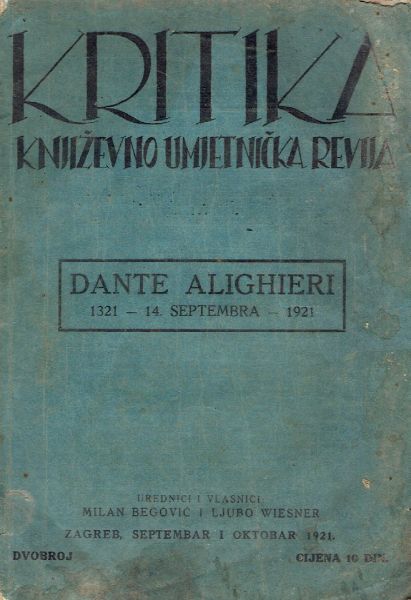 KRITIKA
KNJIŽEVNO UMJETNIČKA REVIJA
DANTE ALIGHIERI
1321 — 14. SEPTEMBRA — 1921
UREDNICI I VLASNICI
MILAN BEGOVIĆ I LJUBO WIESNER
ZAGREB, SEPTEMBAR I OKTOBAR 1921.
DVOBROJ CIJENA 10 DIN.